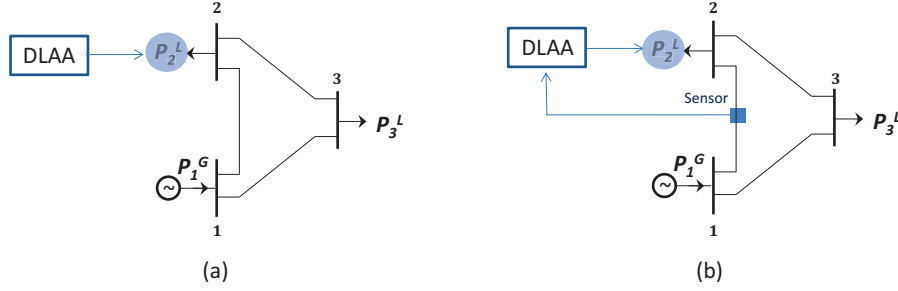 2
DLAA
P₂ᴸ
3
P₃ᴸ
P₁ᴳ
~
1
(a)
2
DLAA
P₂ᴸ
3
Sensor
P₃ᴸ
P₁ᴳ
~
1
(b)